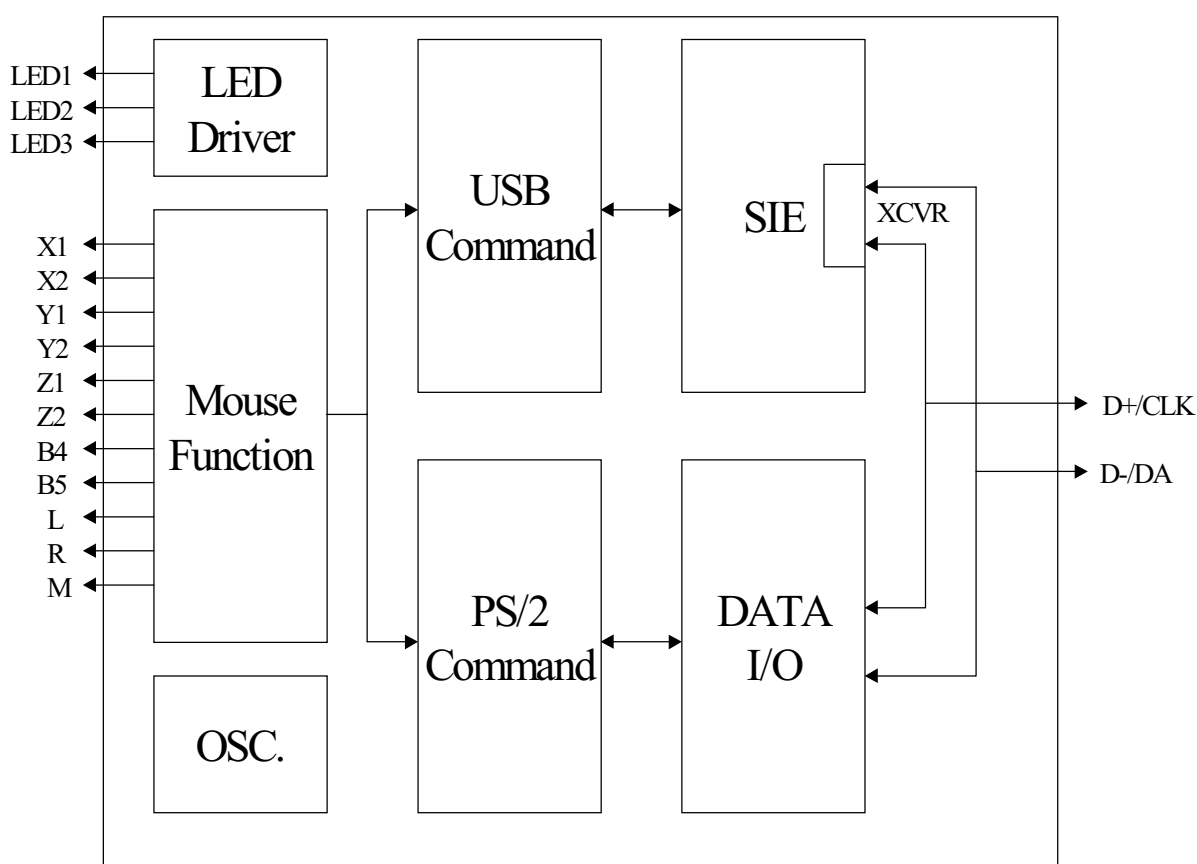 LED1
LED2
LED3
LED
Driver
X1
X2
Y1
Y2
Z1
Z2
B4
B5
L
R
M
Mouse
Function
OSC.
USB
Command
PS/2
Command
SIE
XCVR
DATA
I/O
D+/CLK
D-/DA